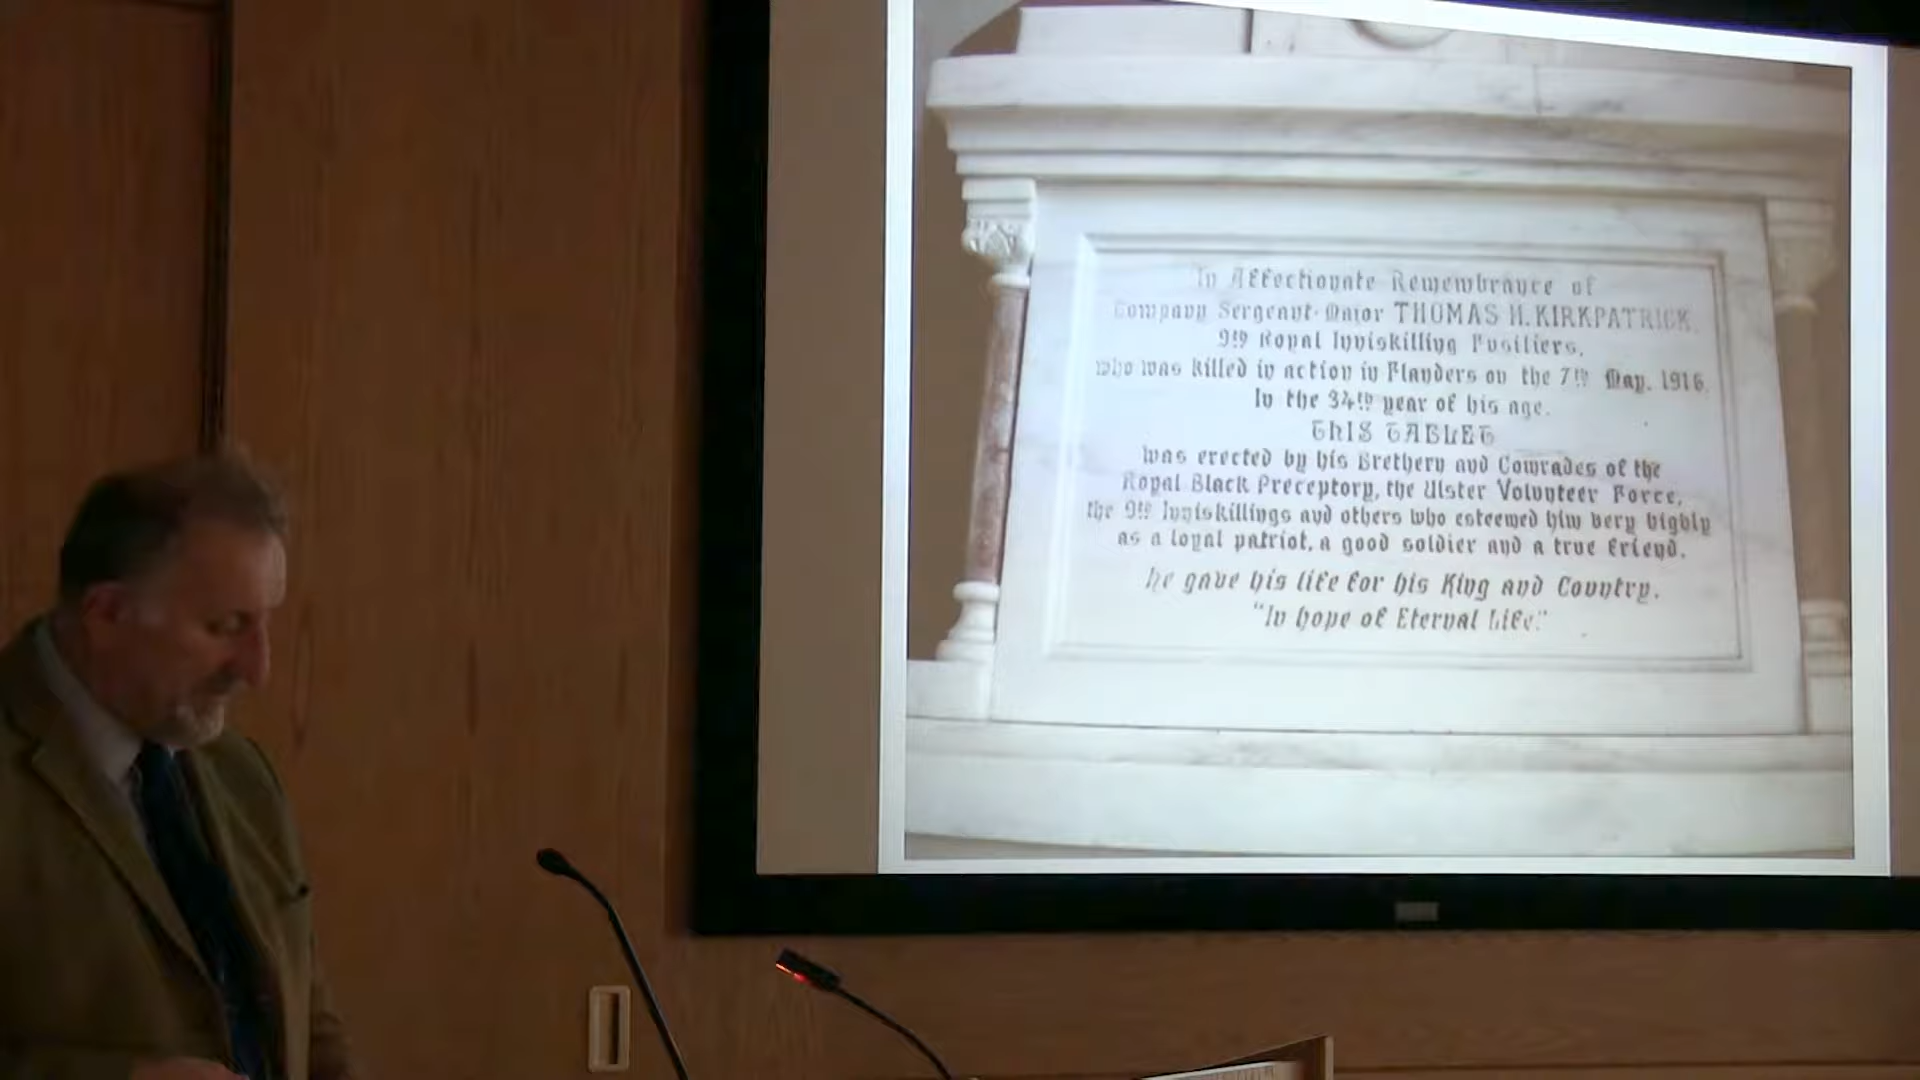 In Affectionate Remembrance of
Company Sergeant-Major THOMAS H. KIRKPATRICK.
9th Royal Inniskilling Fusiliers,
who was killed in action in Flanders on the 7th May. 1916.
In the 34th year of his age.
THIS TABLET
was erected by his Brethern and Comrades of the
Royal Black Preceptory, the Ulster Volunteer Force,
the 9th Inniskillings and others who esteemed him very highly
as a loyal patriot, a good soldier and a true friend.
he gave his life for his King and Country.
"In hope of Eternal Life."